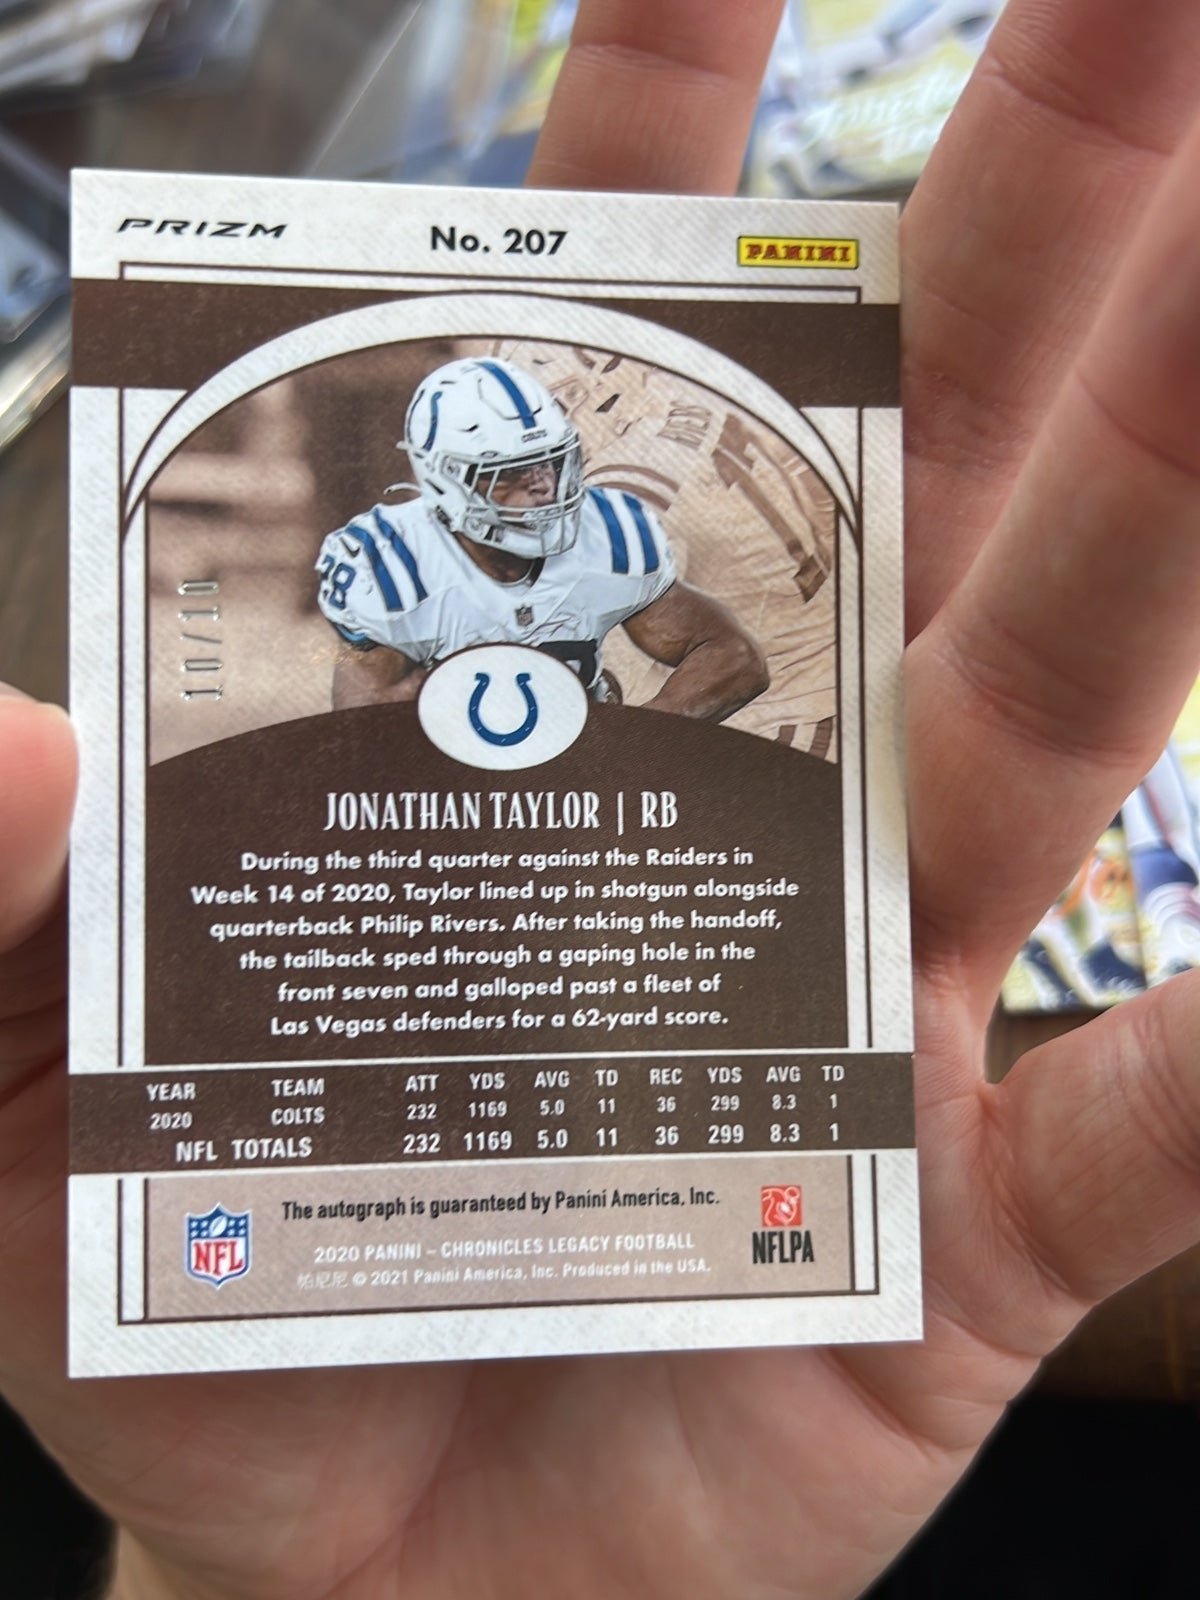 PRIZM
No. 207
PANINI
COLTS
28
10/10
JONATHAN TAYLOR | RB
During the third quarter against the Raiders in
Week 14 of 2020, Taylor lined up in shotgun alongside
quarterback Philip Rivers. After taking the handoff,
the tailback sped through a gaping hole in the
front seven and galloped past a fleet of
Las Vegas defenders for a 62-yard score.
YEAR TEAM ATT YDS AVG TD REC YDS AVG TD
2020 COLTS 232 1169 5.0 11 36 299 8.3 1
NFL TOTALS 232 1169 5.0 11 36 299 8.3 1
The autograph is guaranteed by Panini America, Inc.
NFL
2020 PANINI – CHRONICLES LEGACY FOOTBALL
帕尼尼 © 2021 Panini America, Inc. Produced in the USA.
NFLPA